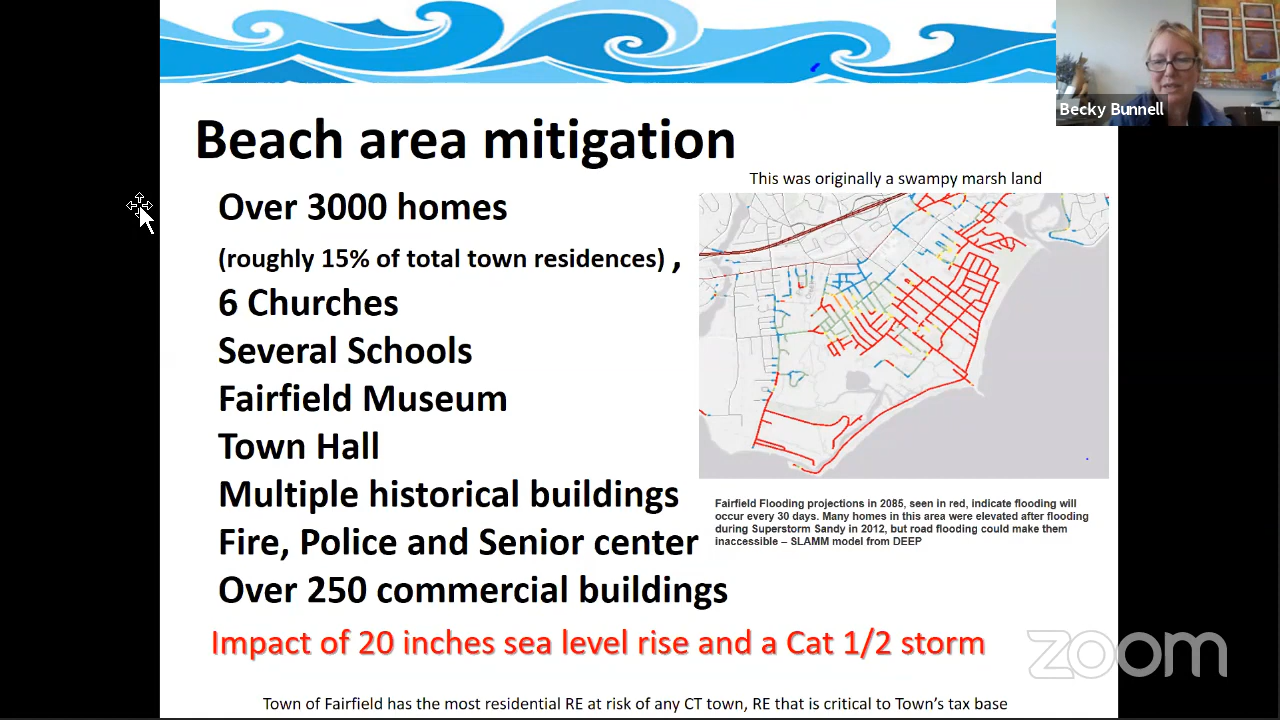 Becky Bunnell
Beach area mitigation
This was originally a swampy marsh land
Over 3000 homes
(roughly 15% of total town residences) ,
6 Churches
Several Schools
Fairfield Museum
Town Hall
Multiple historical buildings
Fire, Police and Senior center
Over 250 commercial buildings
Fairfield Flooding projections in 2085, seen in red, indicate flooding will
occur every 30 days. Many homes in this area were elevated after flooding
during Superstorm Sandy in 2012, but road flooding could make them
inaccessible – SLAMM model from DEEP
Impact of 20 inches sea level rise and a Cat 1/2 storm
zoom
Town of Fairfield has the most residential RE at risk of any CT town, RE that is critical to Town's tax base